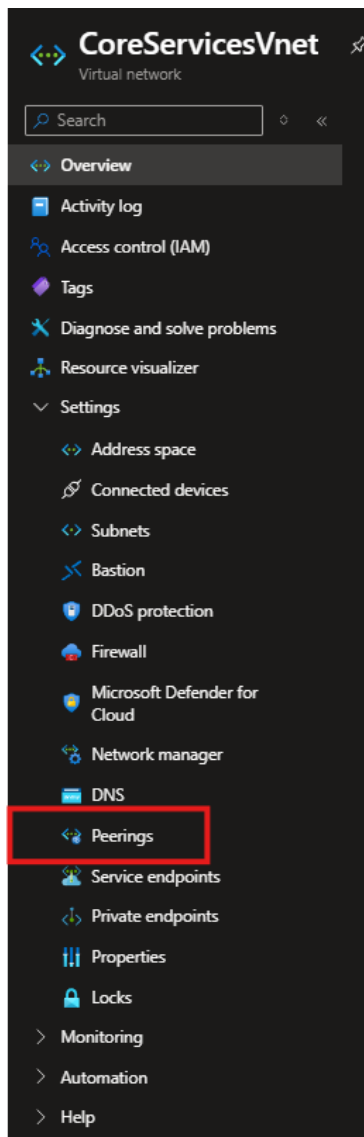 CoreServicesVnet
Virtual network
Search
Overview
Activity log
Access control (IAM)
Tags
Diagnose and solve problems
Resource visualizer
Settings
Address space
Connected devices
Subnets
Bastion
DDoS protection
Firewall
Microsoft Defender for
Cloud
Network manager
DNS
Peerings
Service endpoints
Private endpoints
Properties
Locks
Monitoring
Automation
Help